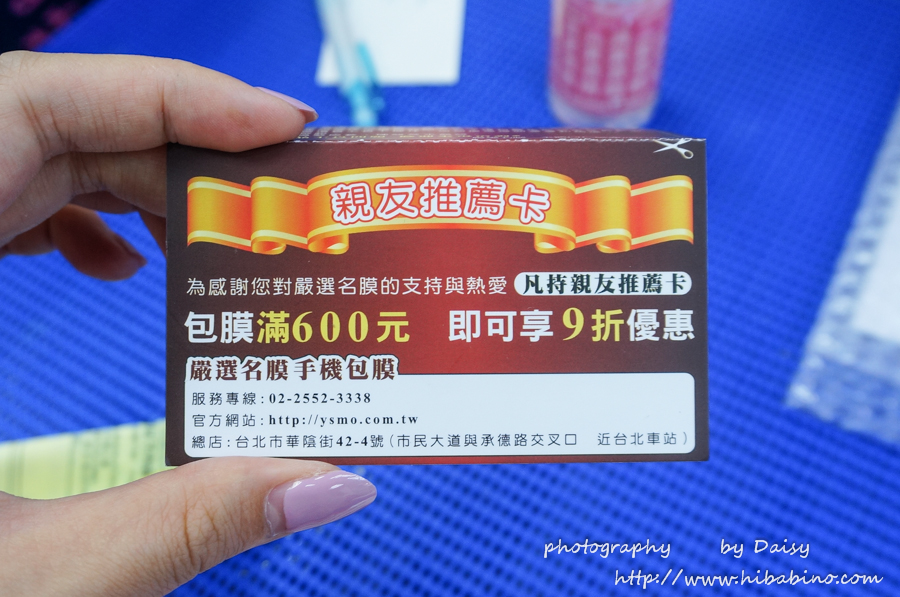 親友推薦卡
為感謝您對嚴選名膜的支持與熱愛 凡持親友推薦卡
包膜滿600元 即可享9折優惠
嚴選名膜手機包膜
服務專線:02-2552-3338
官方網站:http://ysmo.com.tw
總店:台北市華陰街42-4號(市民大道與承德路交叉口 近台北車站)
photography by Daisy
http://www.hibabino.com